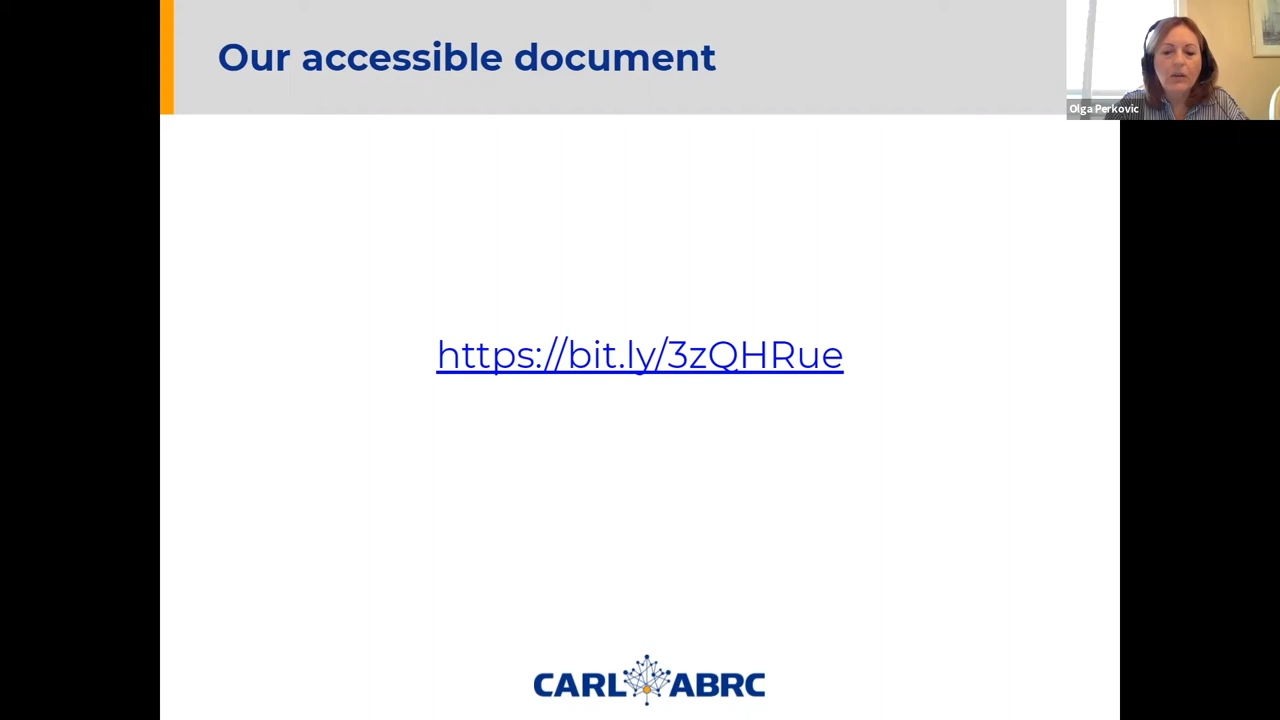 Our accessible document
Olga Perkovic
https://bit.ly/3zQHRue
CARL ABRC